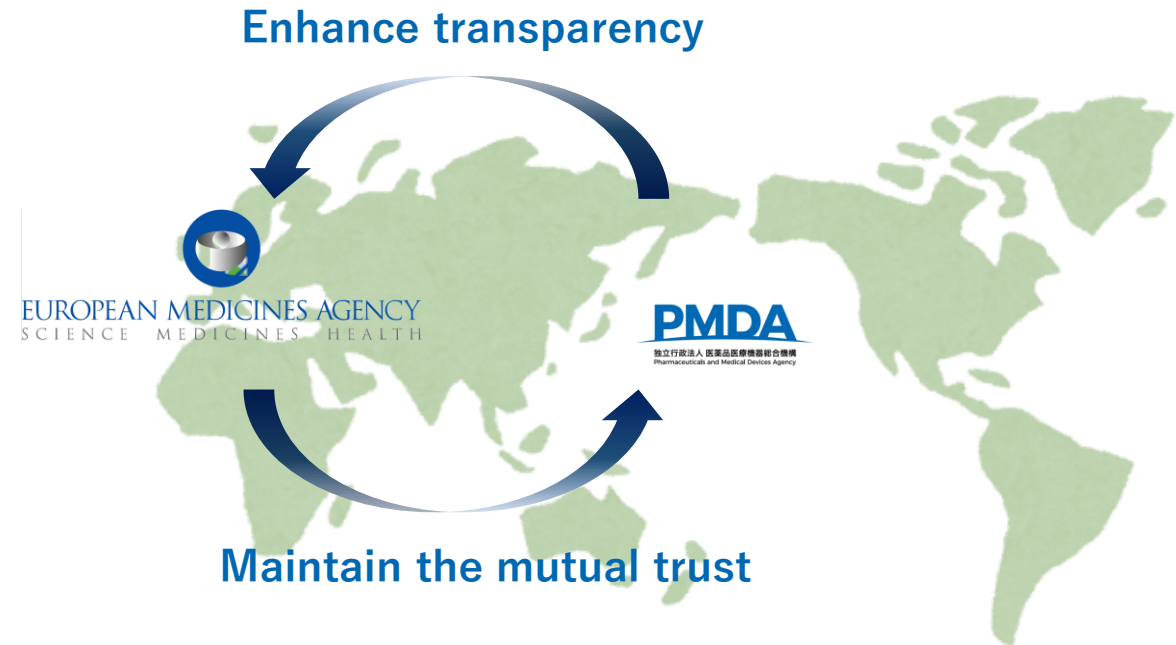 Enhance transparency
EUROPEAN MEDICINES AGENCY
SCIENCE MEDICINES HEALTH
PMDA
独立行政法人 医薬品医療機器総合機構
Pharmaceuticals and Medical Devices Agency
Maintain the mutual trust